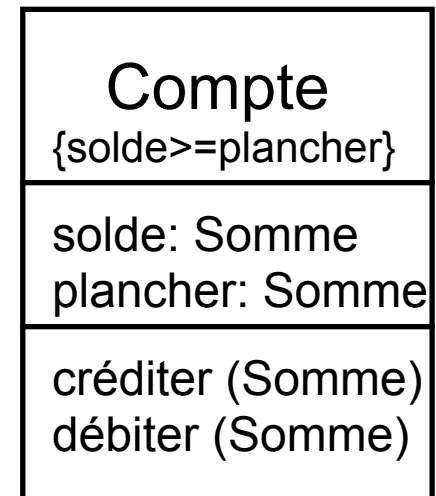 Compte
{solde>=plancher}
solde: Somme
plancher: Somme
créditer (Somme)
débiter (Somme)